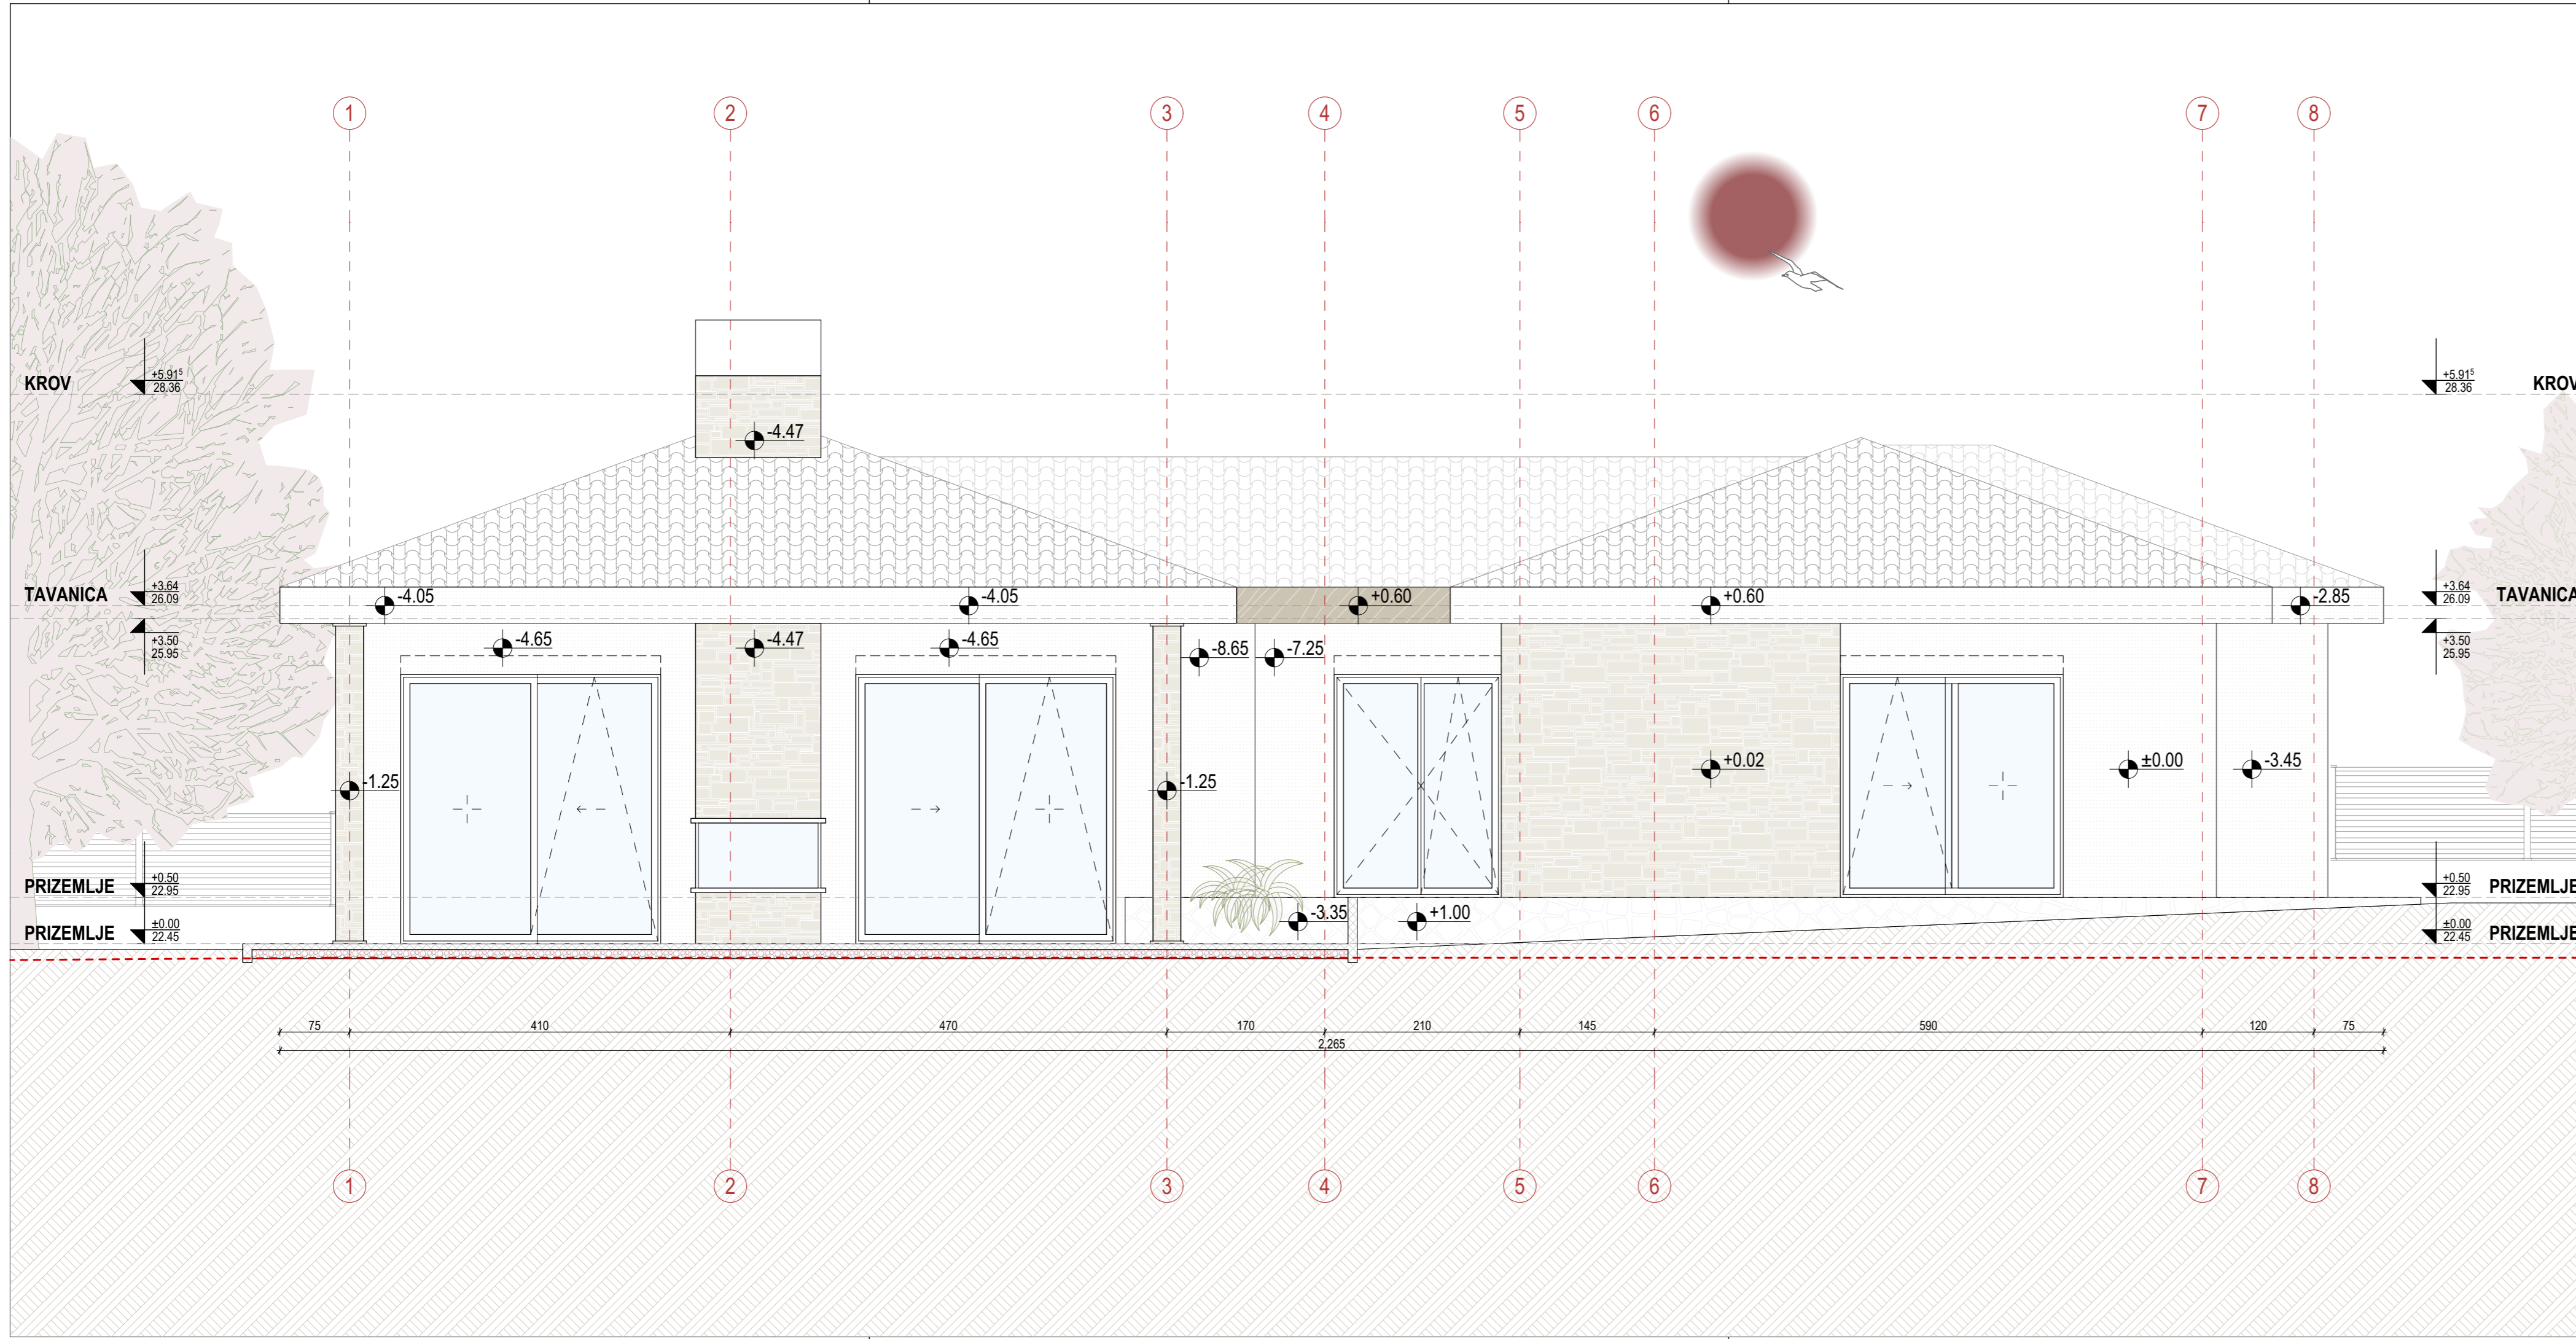 1 2 3 4 5 6 7 8
KROV +5.91⁵ 28.36
+5.91⁵ 28.36 KROV
-4.47
TAVANICA +3.64 26.09
-4.05 -4.05 +0.60 +0.60 -2.85
+3.64 26.09 TAVANICA
+3.50 25.95
-4.65 -4.47 -4.65 -8.65 -7.25
+3.50 25.95
-1.25 -1.25 +0.02 ±0.00 -3.45
PRIZEMLJE +0.50 22.95
+0.50 22.95 PRIZEMLJE
-3.35 +1.00
PRIZEMLJE ±0.00 22.45
±0.00 22.45 PRIZEMLJE
75 410 470 170 210 145 590 120 75
2,265
1 2 3 4 5 6 7 8